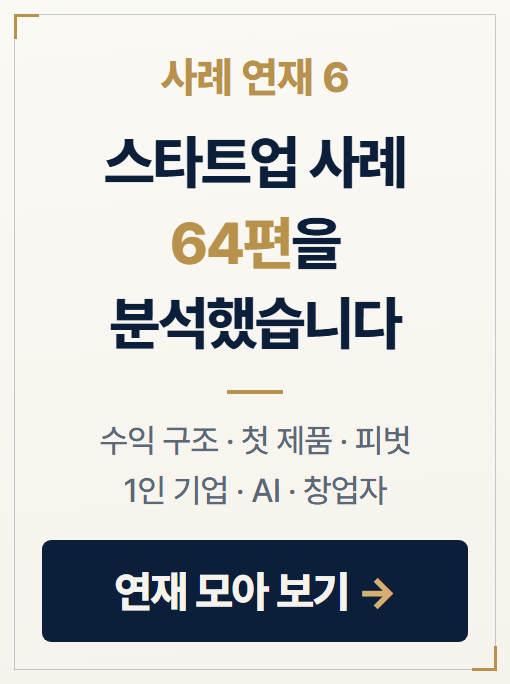 사례 연재 6
스타트업 사례
64편을
분석했습니다
수익 구조 · 첫 제품 · 피벗
1인 기업 · AI · 창업자
연재 모아 보기 →